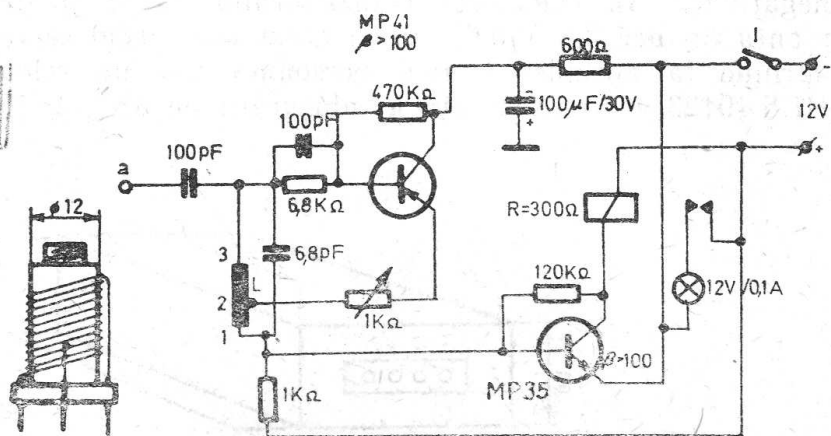 MP41
β>100
600Ω
I
-
470KΩ
100pF
100μF/30V
-
+
12V
100pF
a
+
ø12
6,8KΩ
R=300Ω
3
L
6,8pF
120KΩ
12V/0,1A
2
1KΩ
1
β>100
1KΩ
MP35